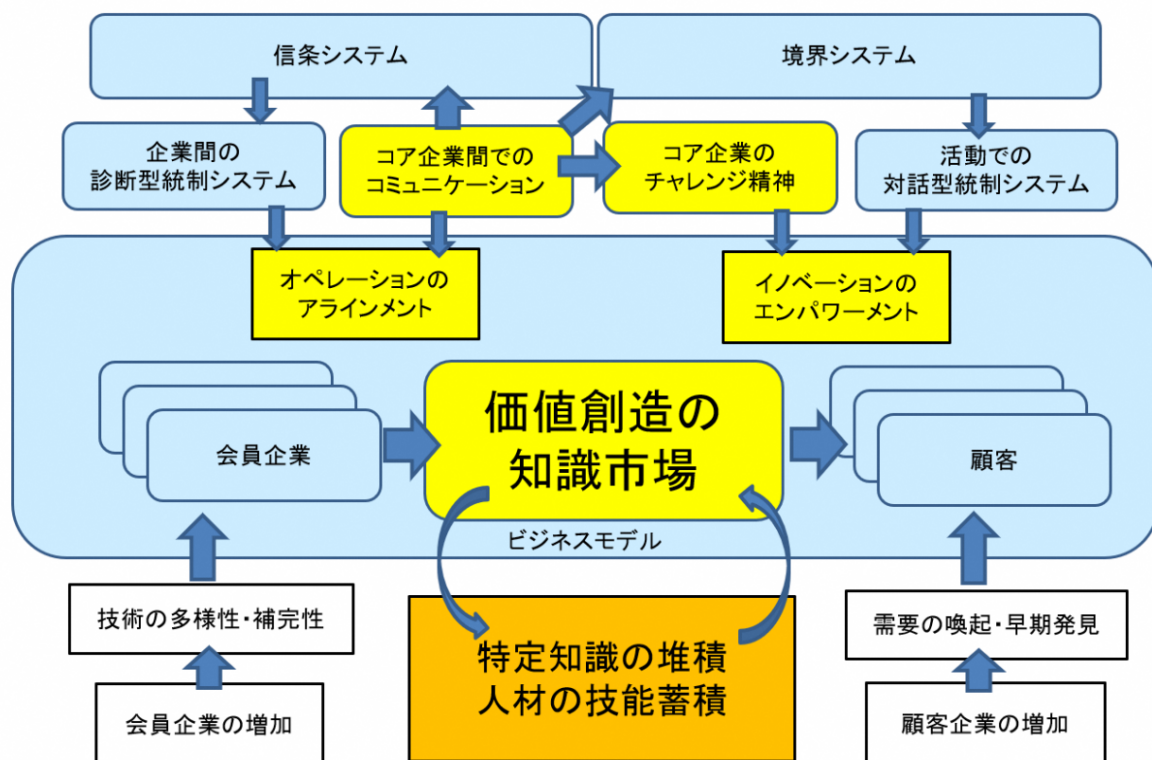 信条システム
境界システム
企業間の
診断型統制システム
コア企業間での
コミュニケーション
コア企業の
チャレンジ精神
活動での
対話型統制システム
オペレーションの
アラインメント
イノベーションの
エンパワーメント
会員企業
価値創造の
知識市場
顧客
ビジネスモデル
技術の多様性・補完性
特定知識の堆積
人材の技能蓄積
需要の喚起・早期発見
会員企業の増加
顧客企業の増加